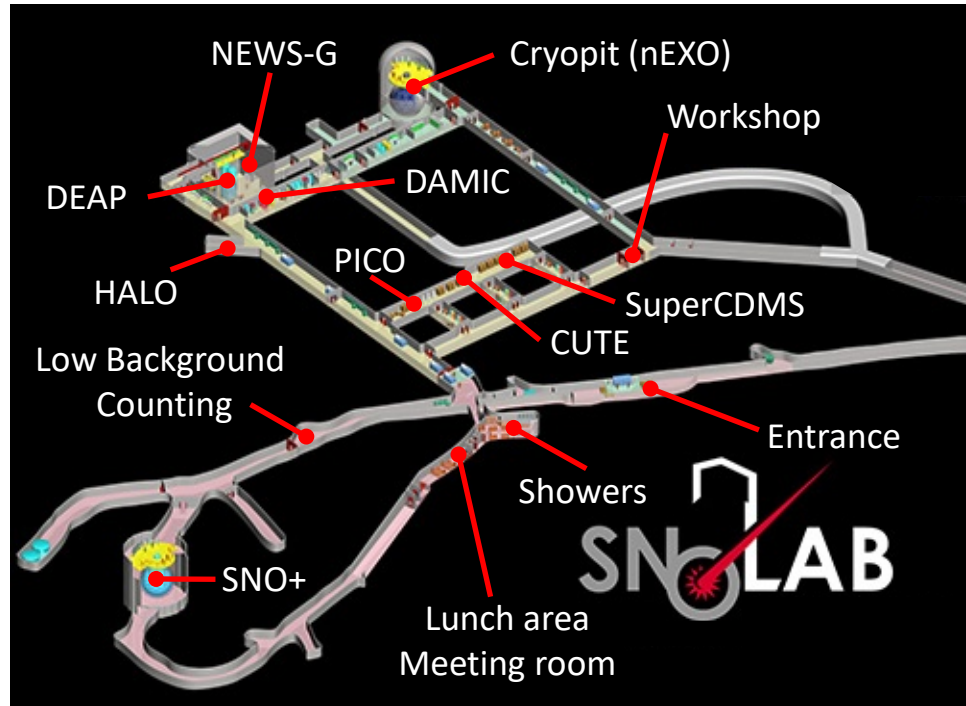 NEWS-G
Cryopit (nEXO)
Workshop
DEAP
DAMIC
HALO
PICO
SuperCDMS
CUTE
Low Background
Counting
Entrance
Showers
SNOLAB
SNO+
Lunch area
Meeting room